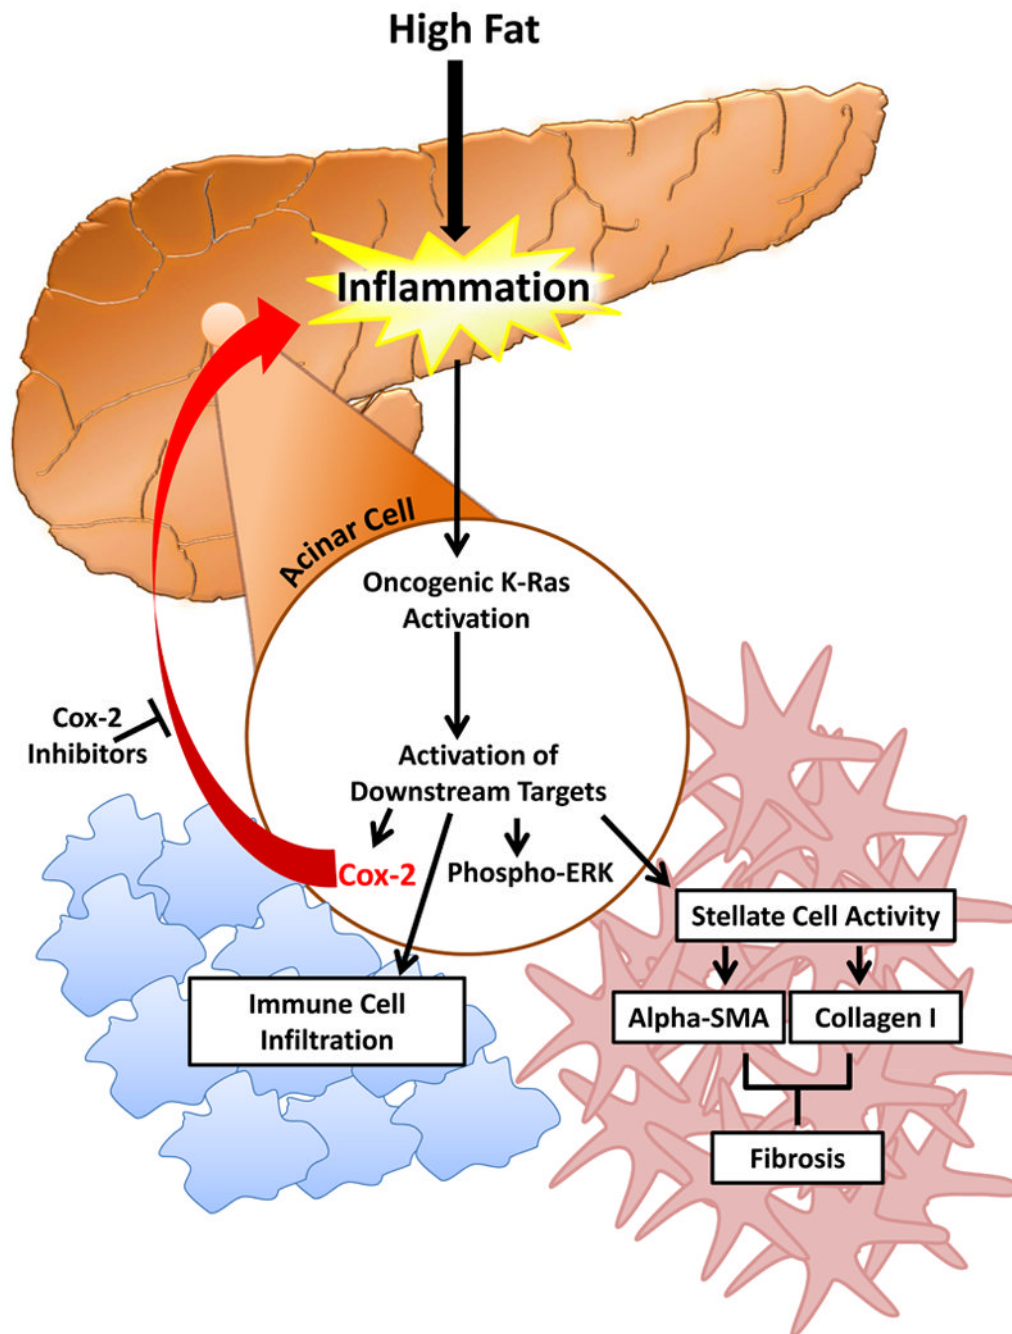 High Fat
Inflammation
Acinar Cell
Oncogenic K-Ras
Activation
Cox-2
Inhibitors
Activation of
Downstream Targets
Cox-2
Phospho-ERK
Stellate Cell Activity
Immune Cell
Infiltration
Alpha-SMA
Collagen I
Fibrosis